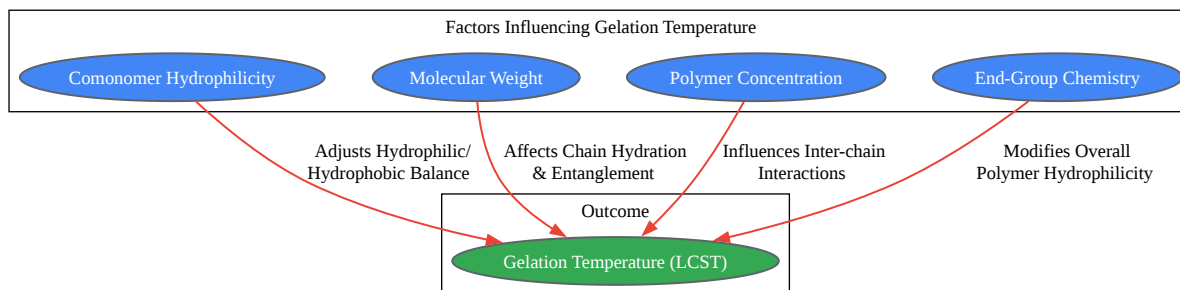 Factors Influencing Gelation Temperature
Comonomer Hydrophilicity
Molecular Weight
Polymer Concentration
End-Group Chemistry
Adjusts Hydrophilic/
Hydrophobic Balance
Affects Chain Hydration
& Entanglement
Influences Inter-chain
Interactions
Modifies Overall
Polymer Hydrophilicity
Outcome
Gelation Temperature (LCST)